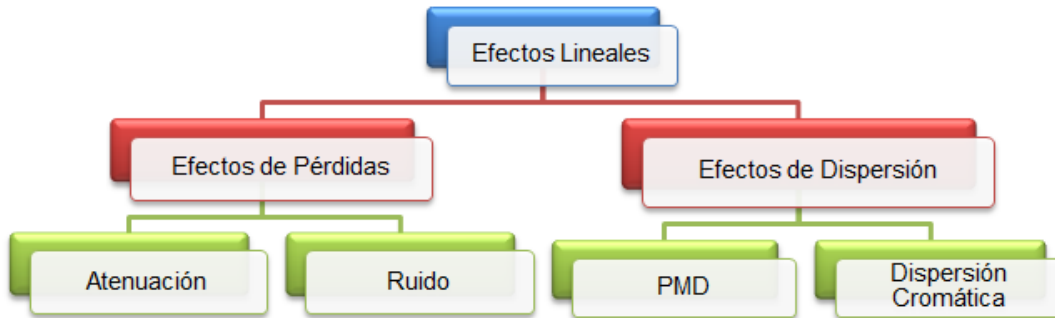 Efectos Lineales
Efectos de Pérdidas
Efectos de Dispersión
Atenuación
Ruido
PMD
Dispersión
Cromática